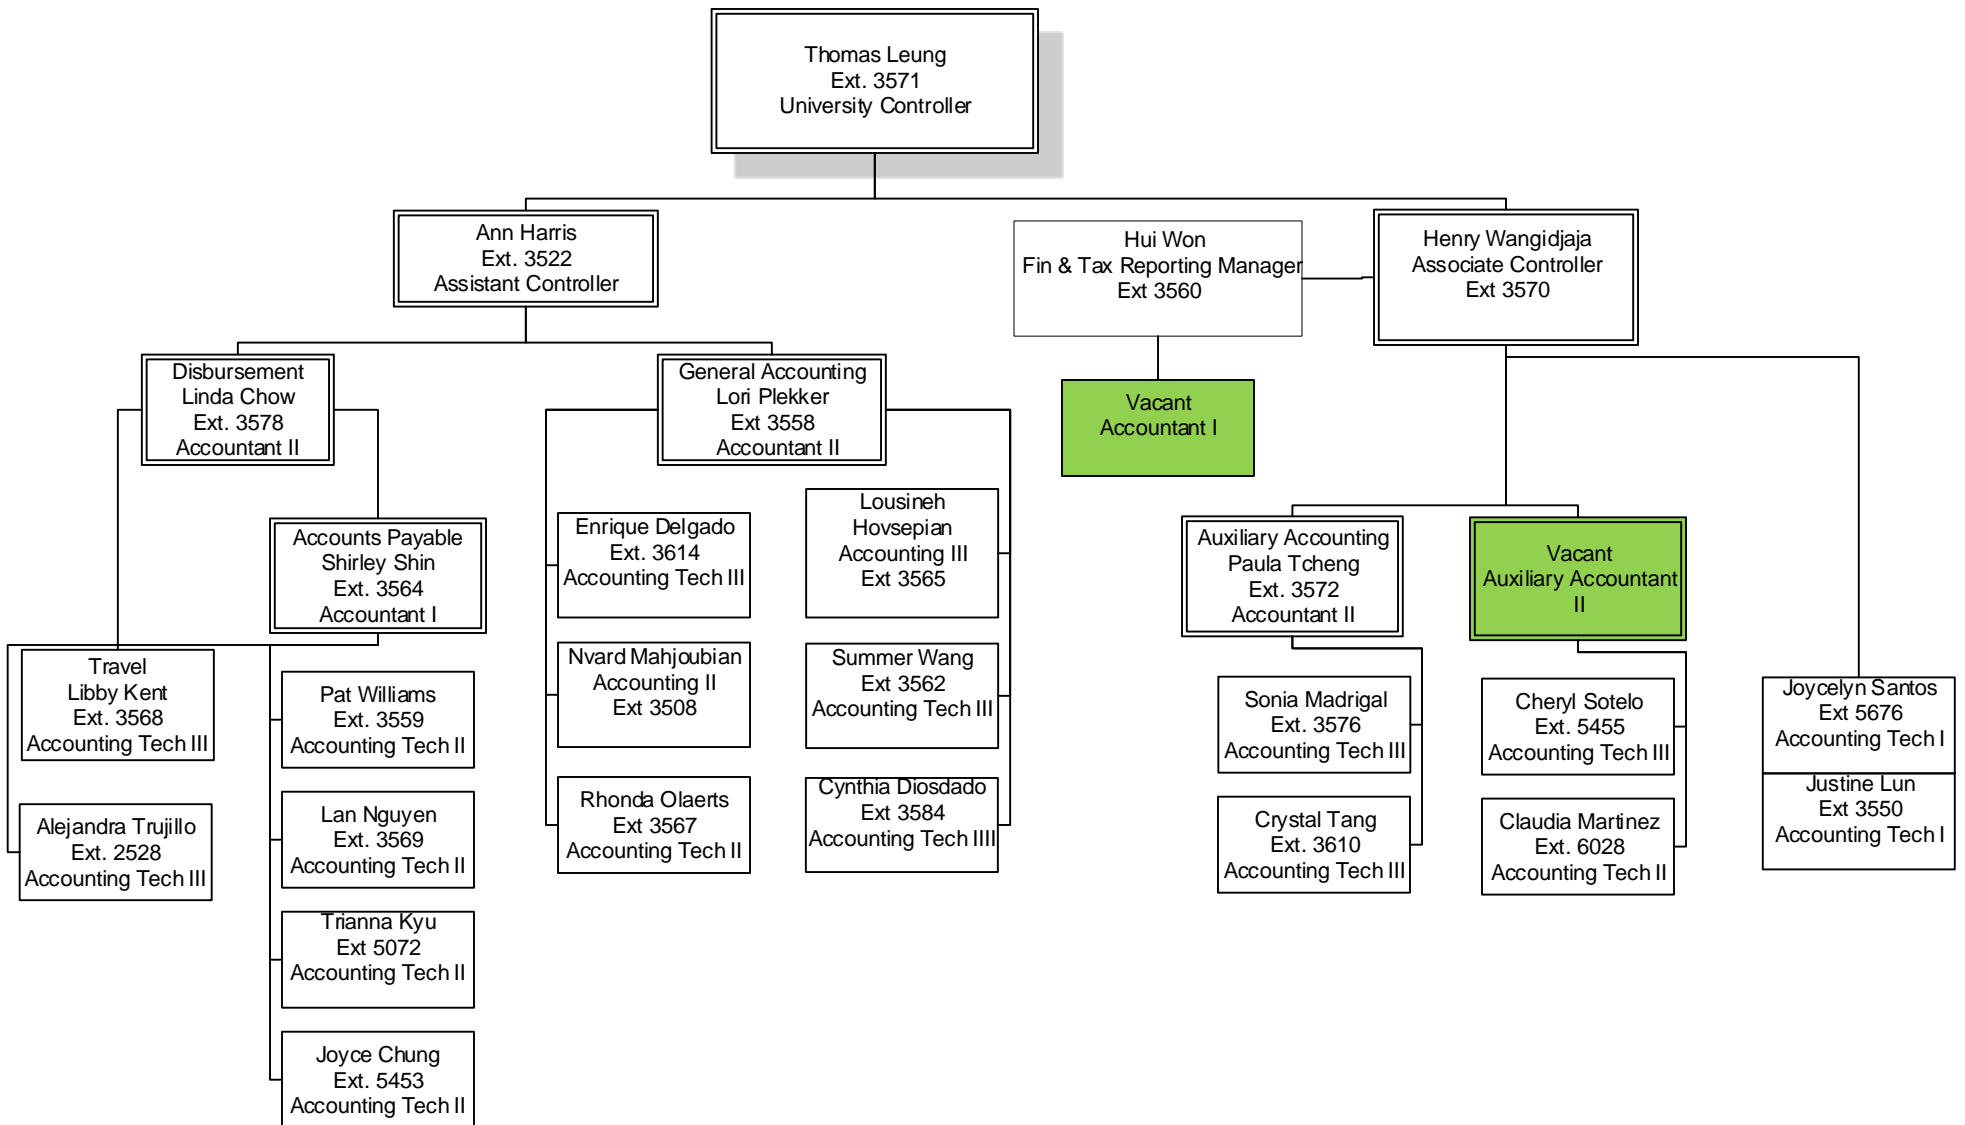 Thomas Leung
Ext. 3571
University Controller
Ann Harris
Ext. 3522
Assistant Controller
Hui Won
Fin & Tax Reporting Manager
Ext 3560
Henry Wangidjaja
Associate Controller
Ext 3570
Disbursement
Linda Chow
Ext. 3578
Accountant II
General Accounting
Lori Plekker
Ext 3558
Accountant II
Vacant
Accountant I
Accounts Payable
Shirley Shin
Ext. 3564
Accountant I
Enrique Delgado
Ext. 3614
Accounting Tech III
Lousineh
Hovsepian
Accounting III
Ext 3565
Auxiliary Accounting
Paula Tcheng
Ext. 3572
Accountant II
Vacant
Auxiliary Accountant
II
Travel
Libby Kent
Ext. 3568
Accounting Tech III
Pat Williams
Ext. 3559
Accounting Tech II
Nvard Mahjoubian
Accounting II
Ext 3508
Summer Wang
Ext 3562
Accounting Tech III
Sonia Madrigal
Ext. 3576
Accounting Tech III
Cheryl Sotelo
Ext. 5455
Accounting Tech III
Joycelyn Santos
Ext 5676
Accounting Tech I
Alejandra Trujillo
Ext. 2528
Accounting Tech III
Lan Nguyen
Ext. 3569
Accounting Tech II
Rhonda Olaerts
Ext 3567
Accounting Tech II
Cynthia Diosdado
Ext 3584
Accounting Tech IIII
Crystal Tang
Ext. 3610
Accounting Tech III
Claudia Martinez
Ext. 6028
Accounting Tech II
Justine Lun
Ext 3550
Accounting Tech I
Trianna Kyu
Ext 5072
Accounting Tech II
Joyce Chung
Ext. 5453
Accounting Tech II